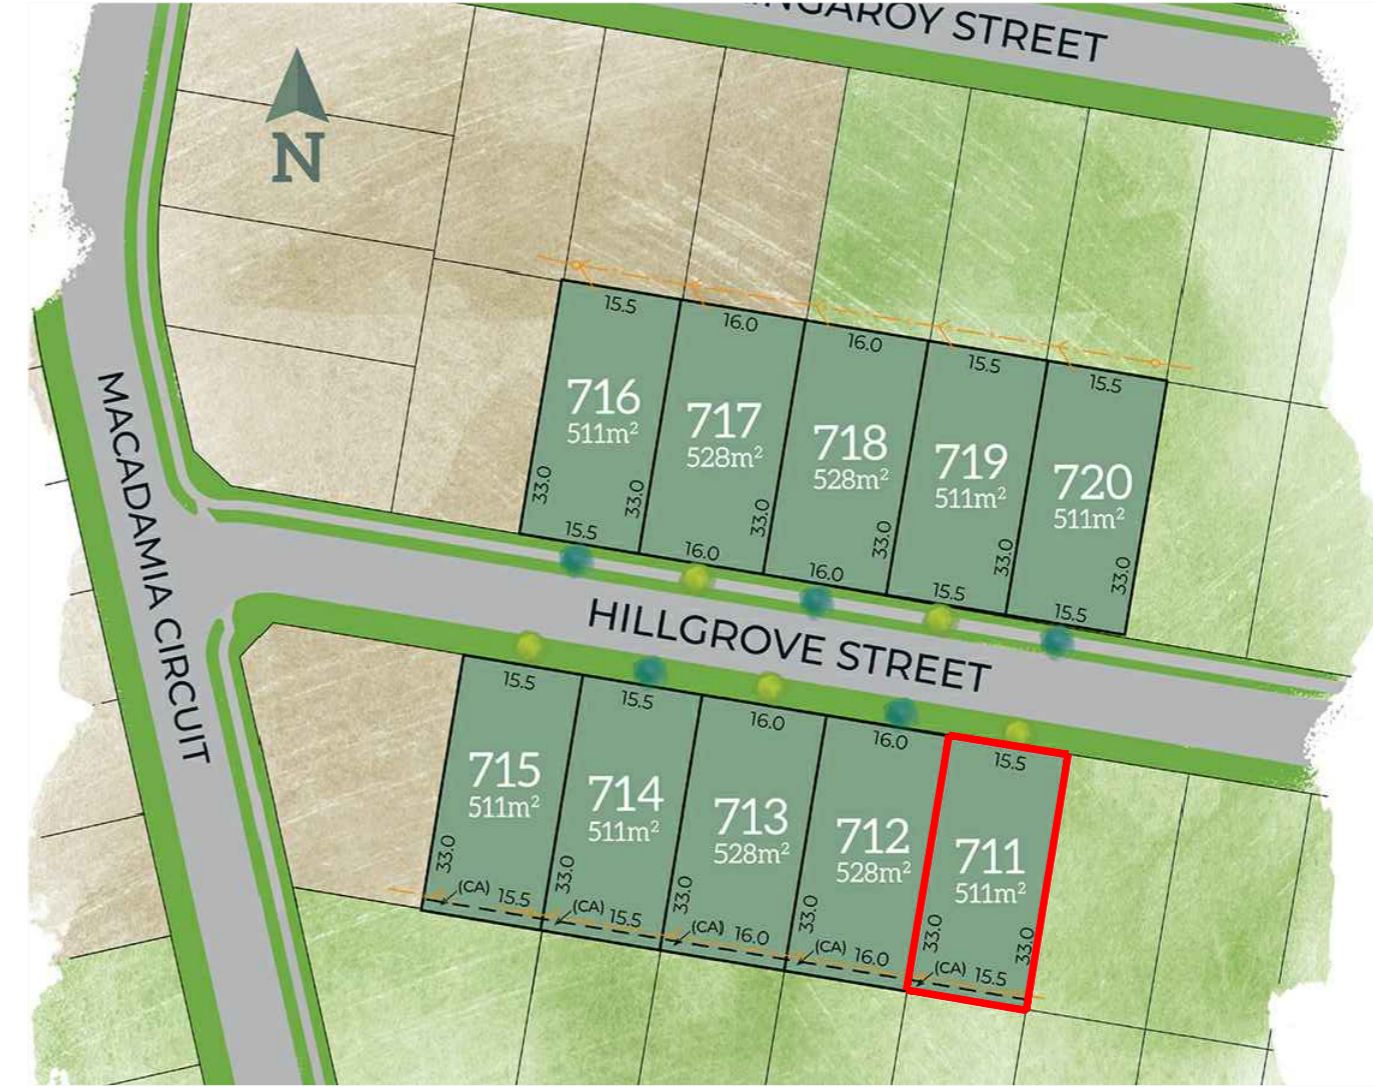 INGAROY STREET
N
15.5
16.0
16.0
15.5
15.5
716
511m²
717
528m²
718
528m²
719
511m²
720
511m²
33.0
33.0
33.0
33.0
33.0
33.0
15.5
16.0
16.0
15.5
15.5
MACADAMIA CIRCUIT
HILLGROVE STREET
15.5
15.5
16.0
16.0
15.5
715
511m²
714
511m²
713
528m²
712
528m²
711
511m²
33.0
33.0
33.0
33.0
33.0
33.0
(CA) 15.5
(CA) 15.5
(CA) 16.0
(CA) 16.0
(CA) 15.5